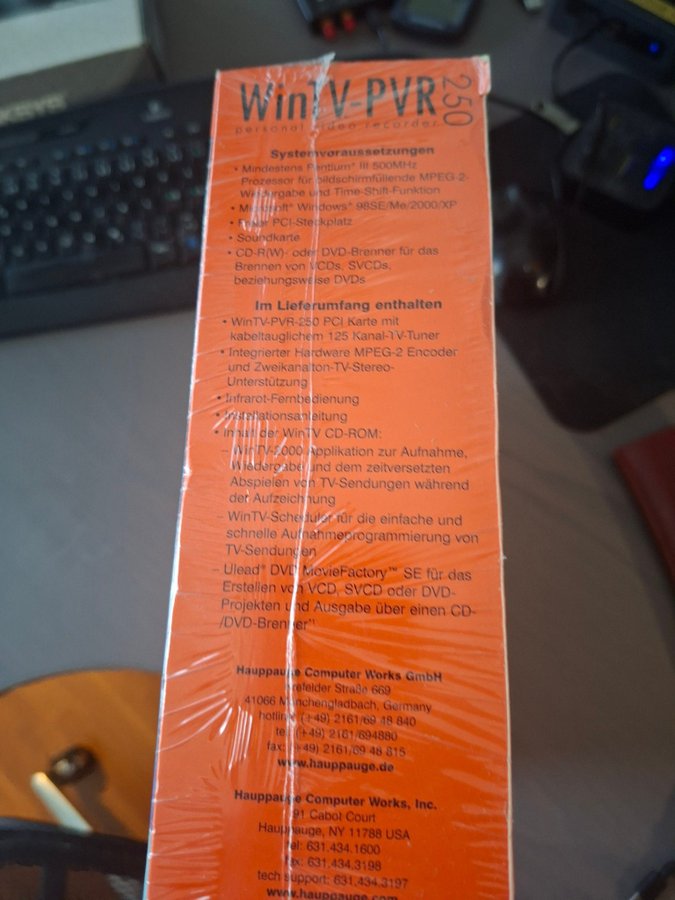 WinTV-PVR 250
personal video recorder
Systemvoraussetzungen
• Mindestens Pentium® III 500MHz
Prozessor für bildschirmfüllende MPEG-2-
Wiedergabe und Time-Shift-Funktion
• Microsoft® Windows® 98SE/Me/2000/XP
• Freier PCI-Steckplatz
• Soundkarte
• CD-R(W)- oder DVD-Brenner für das
Brennen von VCDs, SVCDs,
beziehungsweise DVDs
Im Lieferumfang enthalten
• WinTV-PVR-250 PCI Karte mit
kabeltauglichem 125 Kanal-TV-Tuner
• Integrierter Hardware MPEG-2 Encoder
und Zweikanalton-TV-Stereo-
Unterstützung
• Infrarot-Fernbedienung
• Installationsanleitung
• Inhalt der WinTV CD-ROM:
– WinTV-2000 Applikation zur Aufnahme,
Wiedergabe und dem zeitversetzten
Abspielen von TV-Sendungen während
der Aufzeichnung
– WinTV-Scheduler für die einfache und
schnelle Aufnahmeprogrammierung von
TV-Sendungen
– Ulead® DVD MovieFactory™ SE für das
Erstellen von VCD, SVCD oder DVD-
Projekten und Ausgabe über einen CD-
/DVD-Brenner
Hauppauge Computer Works GmbH
Krefelder Straße 669
41066 Mönchengladbach, Germany
hotline: (+49) 2161/69 48 840
tel: (+49) 2161/694880
fax: (+49) 2161/69 48 815
www.hauppauge.de
Hauppauge Computer Works, Inc.
91 Cabot Court
Hauppauge, NY 11788 USA
tel: 631.434.1600
fax: 631.434.3198
tech support: 631.434.3197
www.hauppauge.com